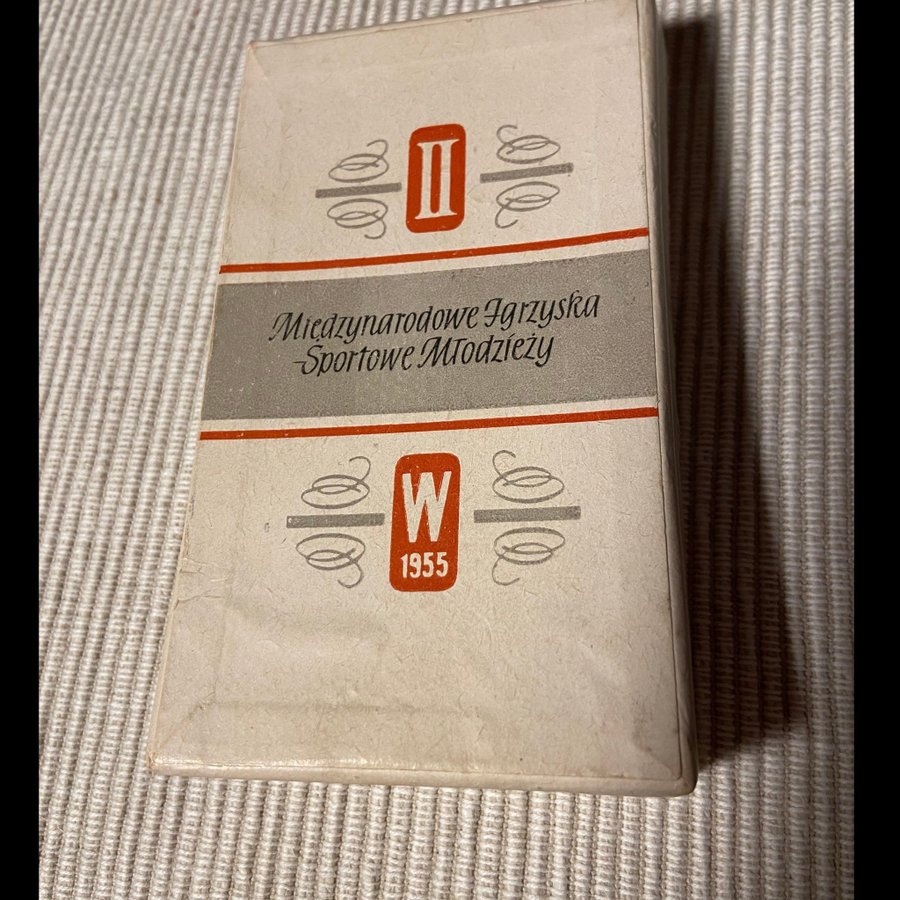 II
Międzynarodowe Igrzyska
Sportowe Młodzieży
W
1955